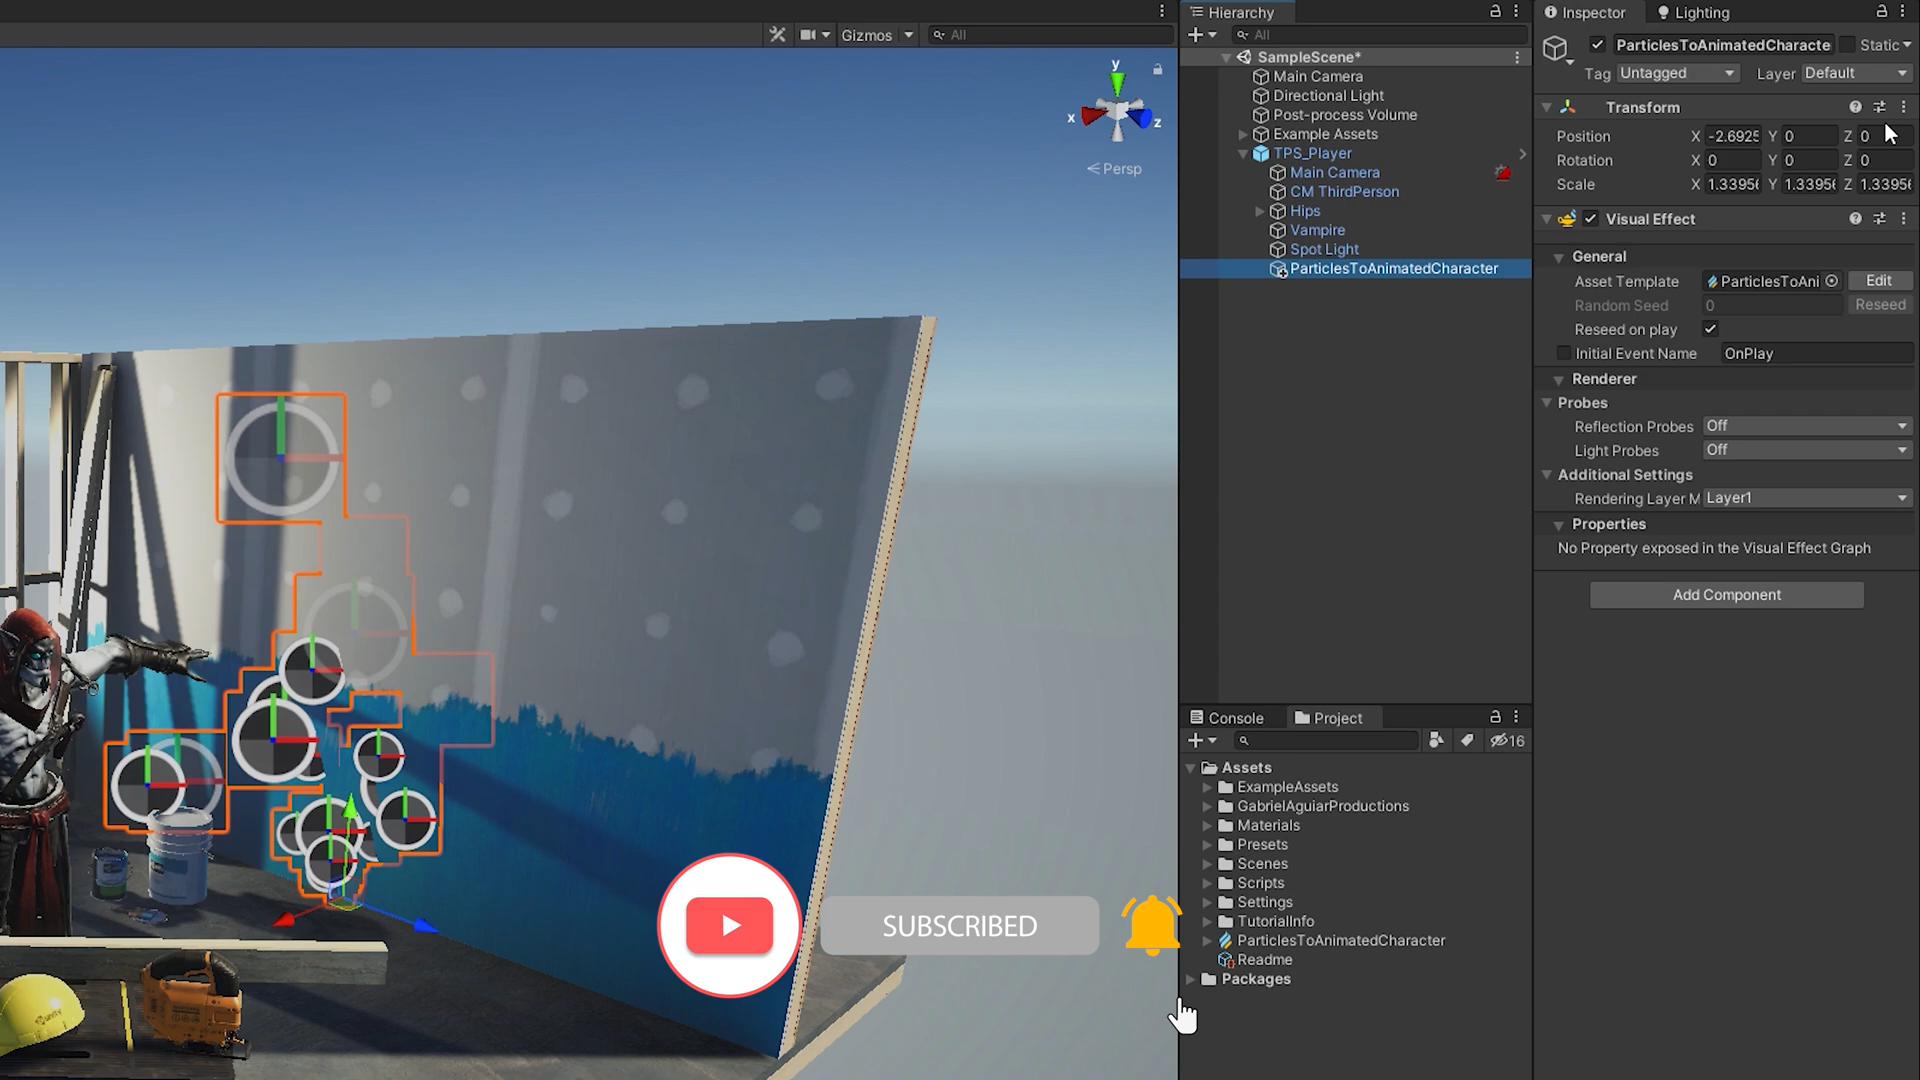 Gizmos
All
y
x
z
Persp
SUBSCRIBED
Hierarchy
All
SampleScene*
Main Camera
Directional Light
Post-process Volume
Example Assets
TPS_Player
Main Camera
CM ThirdPerson
Hips
Vampire
Spot Light
ParticlesToAnimatedCharacter
Console Project
16
Assets
ExampleAssets
GabrielAguiarProductions
Materials
Presets
Scenes
Scripts
Settings
TutorialInfo
ParticlesToAnimatedCharacter
Readme
Packages
Inspector Lighting
ParticlesToAnimatedCharacte Static
Tag Untagged Layer Default
Transform
Position X -2.6925 Y 0 Z 0
Rotation X 0 Y 0 Z 0
Scale X 1.3395 Y 1.3395 Z 1.3395
Visual Effect
General
Asset Template ParticlesToAni Edit
Random Seed 0 Reseed
Reseed on play
Initial Event Name OnPlay
Renderer
Probes
Reflection Probes Off
Light Probes Off
Additional Settings
Rendering Layer M Layer1
Properties
No Property exposed in the Visual Effect Graph
Add Component